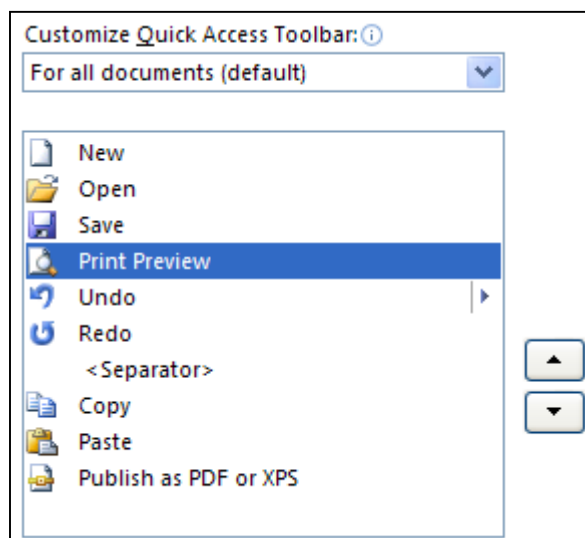 Customize Quick Access Toolbar:
For all documents (default)
New
Open
Save
Print Preview
Undo
Redo
<Separator>
Copy
Paste
Publish as PDF or XPS